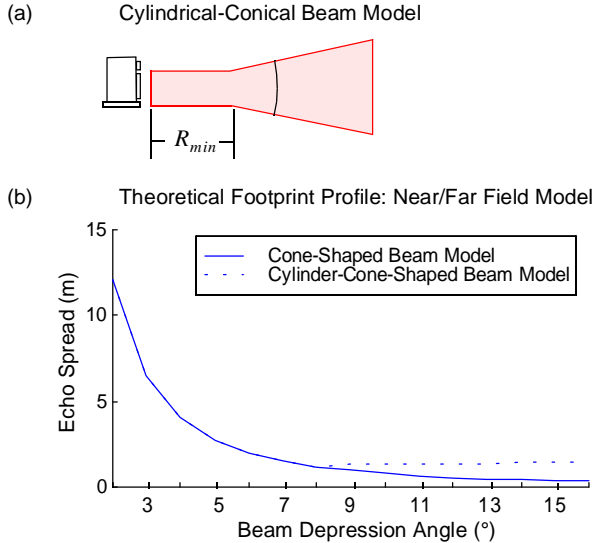 (a) Cylindrical-Conical Beam Model
R_min
(b) Theoretical Footprint Profile: Near/Far Field Model
15
10
5
0
Echo Spread (m)
Cone-Shaped Beam Model
Cylinder-Cone-Shaped Beam Model
3 5 7 9 11 13 15
Beam Depression Angle (°)